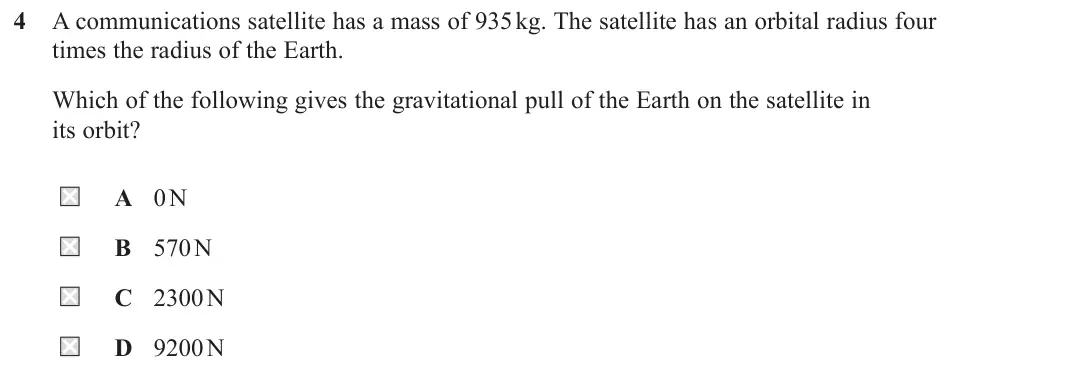 4 A communications satellite has a mass of 935 kg. The satellite has an orbital radius four
times the radius of the Earth.
Which of the following gives the gravitational pull of the Earth on the satellite in
its orbit?
A 0 N
B 570 N
C 2300 N
D 9200 N